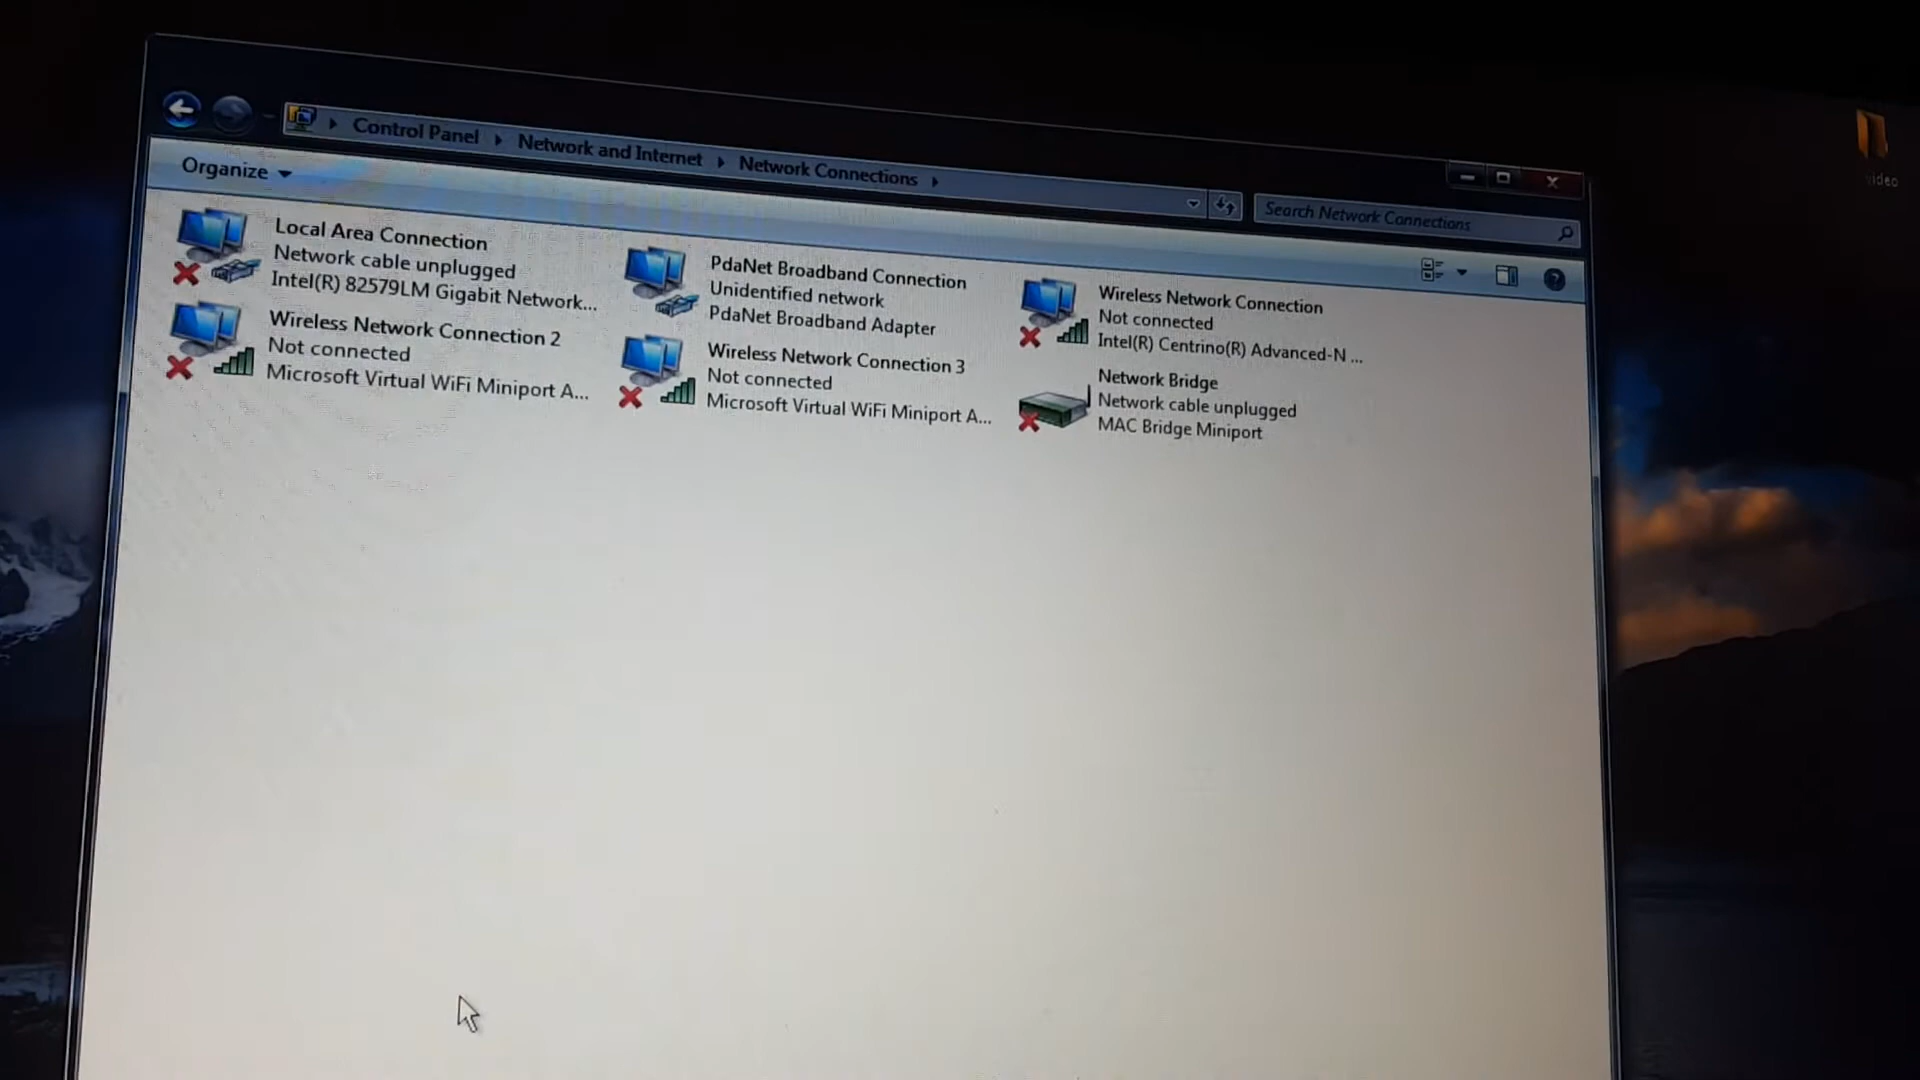 Control Panel
Network and Internet
Network Connections
Search Network Connections
Organize
Local Area Connection
Network cable unplugged
Intel(R) 82579LM Gigabit Network...
PdaNet Broadband Connection
Unidentified network
PdaNet Broadband Adapter
Wireless Network Connection
Not connected
Intel(R) Centrino(R) Advanced-N ...
Wireless Network Connection 2
Not connected
Microsoft Virtual WiFi Miniport A...
Wireless Network Connection 3
Not connected
Microsoft Virtual WiFi Miniport A...
Network Bridge
Network cable unplugged
MAC Bridge Miniport
video